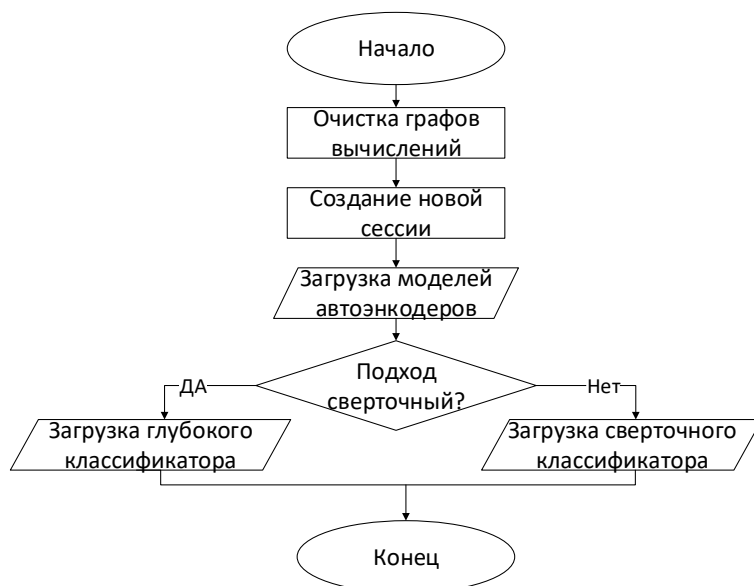 Начало
Очистка графов
вычислений
Создание новой
сессии
Загрузка моделей
автоэнкодеров
Подход
сверточный?
ДА
Нет
Загрузка глубокого
классификатора
Загрузка сверточного
классификатора
Конец